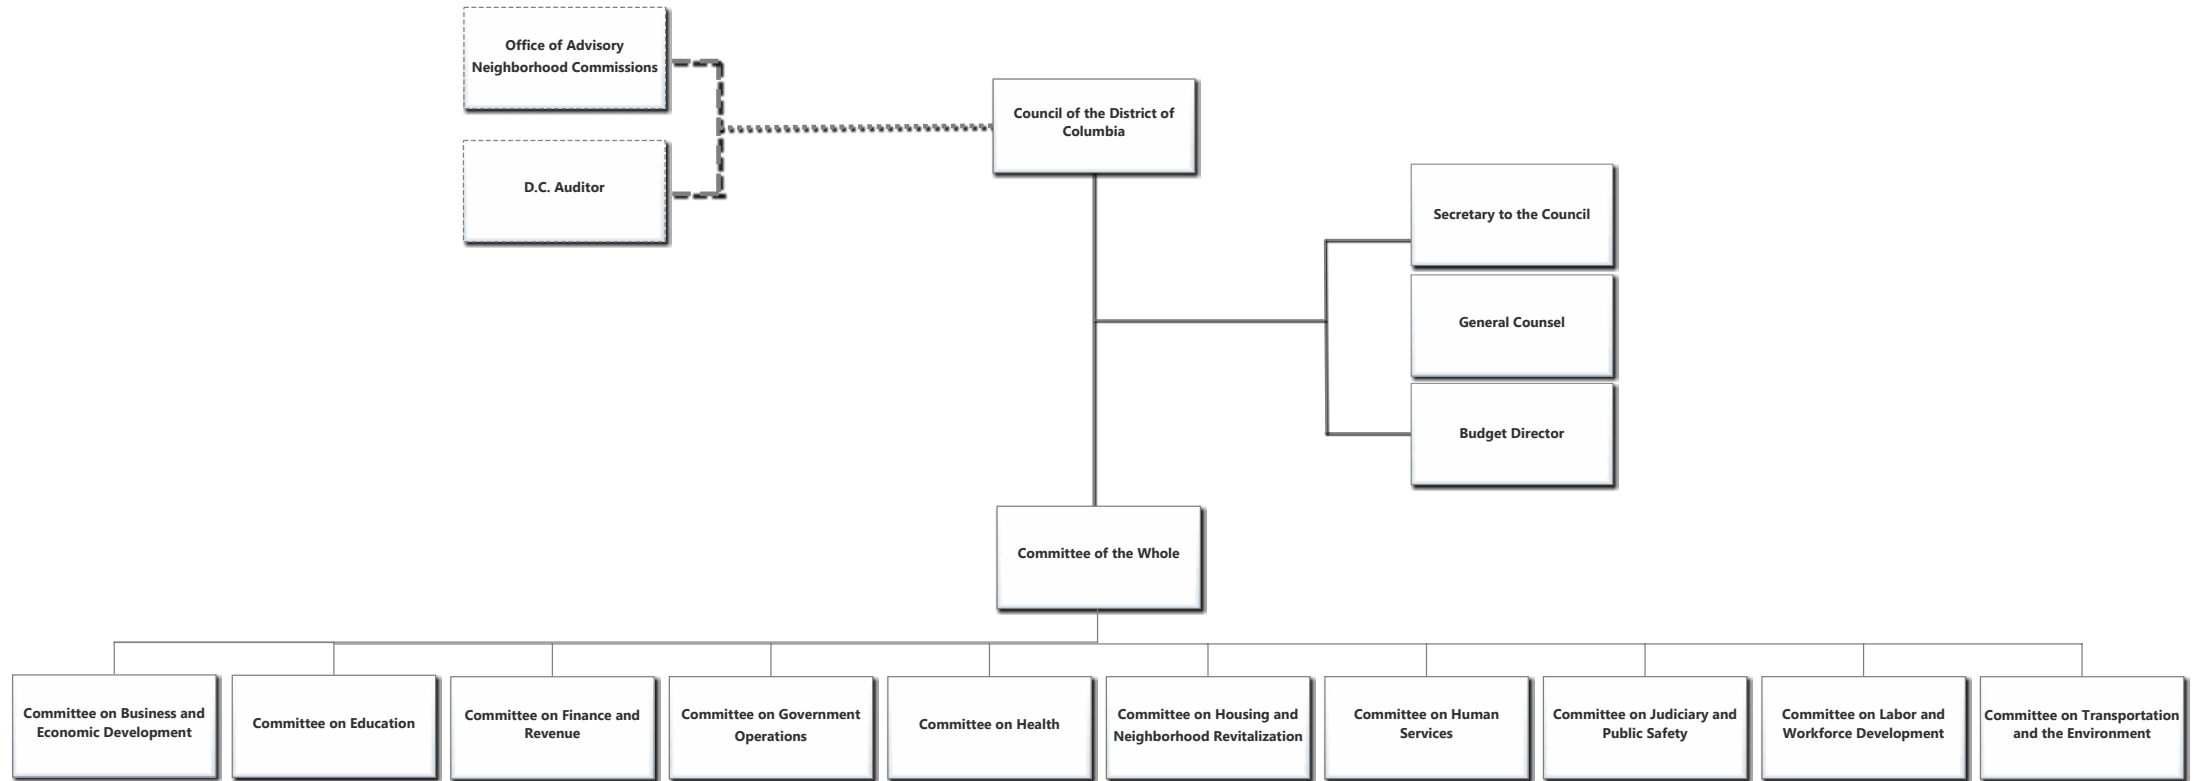 Office of Advisory
Neighborhood Commissions
Council of the District of
Columbia
D.C. Auditor
Secretary to the Council
General Counsel
Budget Director
Committee of the Whole
Committee on Business and
Economic Development
Committee on Education
Committee on Finance and
Revenue
Committee on Government
Operations
Committee on Health
Committee on Housing and
Neighborhood Revitalization
Committee on Human
Services
Committee on Judiciary and
Public Safety
Committee on Labor and
Workforce Development
Committee on Transportation
and the Environment